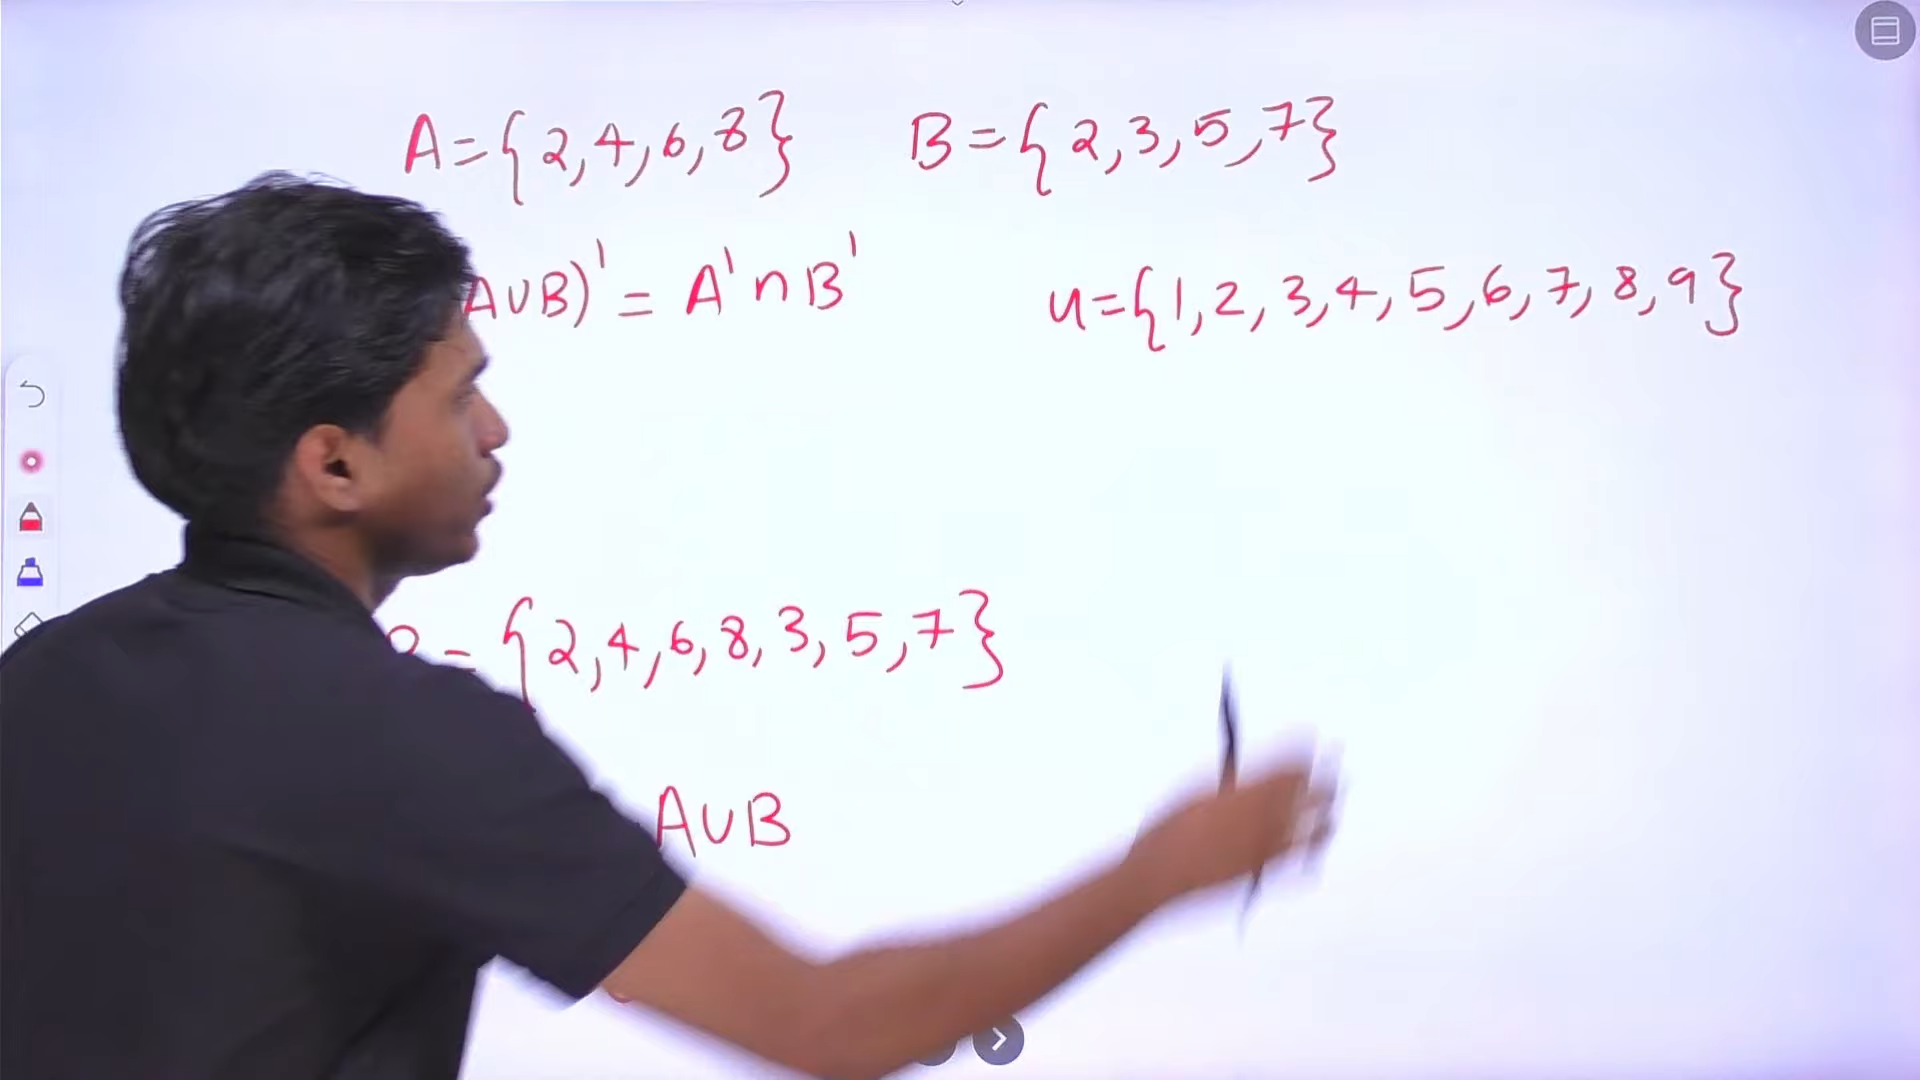 A={2,4,6,8} B={2,3,5,7}
AUB)'=A'∩B'
u={1,2,3,4,5,6,7,8,9}
= {2,4,6,8,3,5,7}
AUB